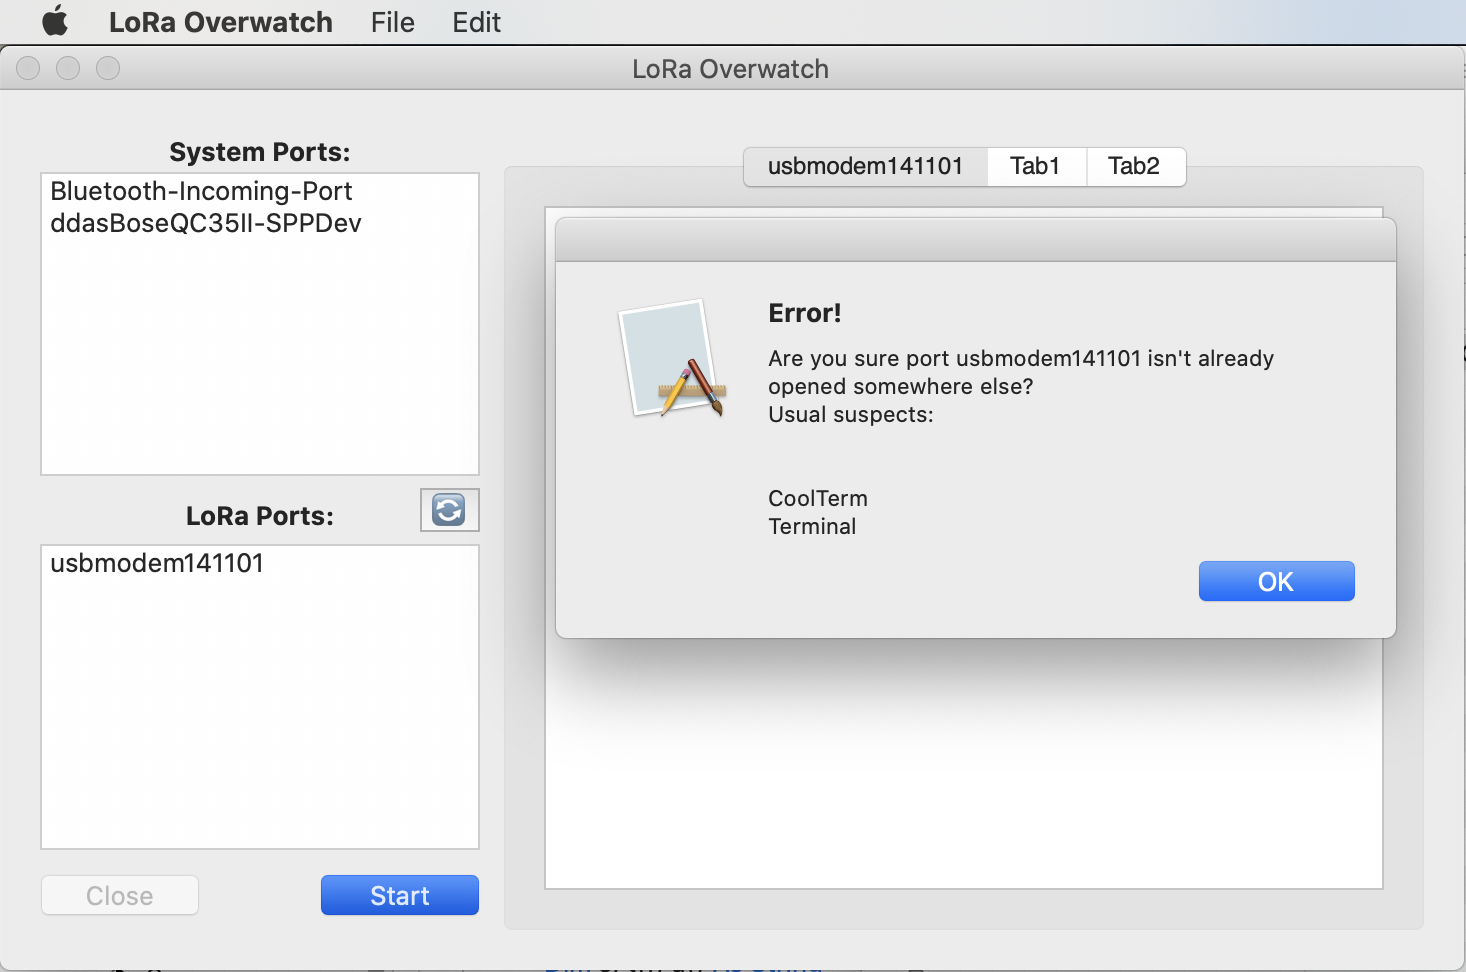 LoRa Overwatch File Edit
LoRa Overwatch
System Ports:
Bluetooth-Incoming-Port
ddasBoseQC35II-SPPDev
LoRa Ports:
usbmodem141101
Close
Start
usbmodem141101 Tab1 Tab2
Error!
Are you sure port usbmodem141101 isn't already
opened somewhere else?
Usual suspects:
CoolTerm
Terminal
OK